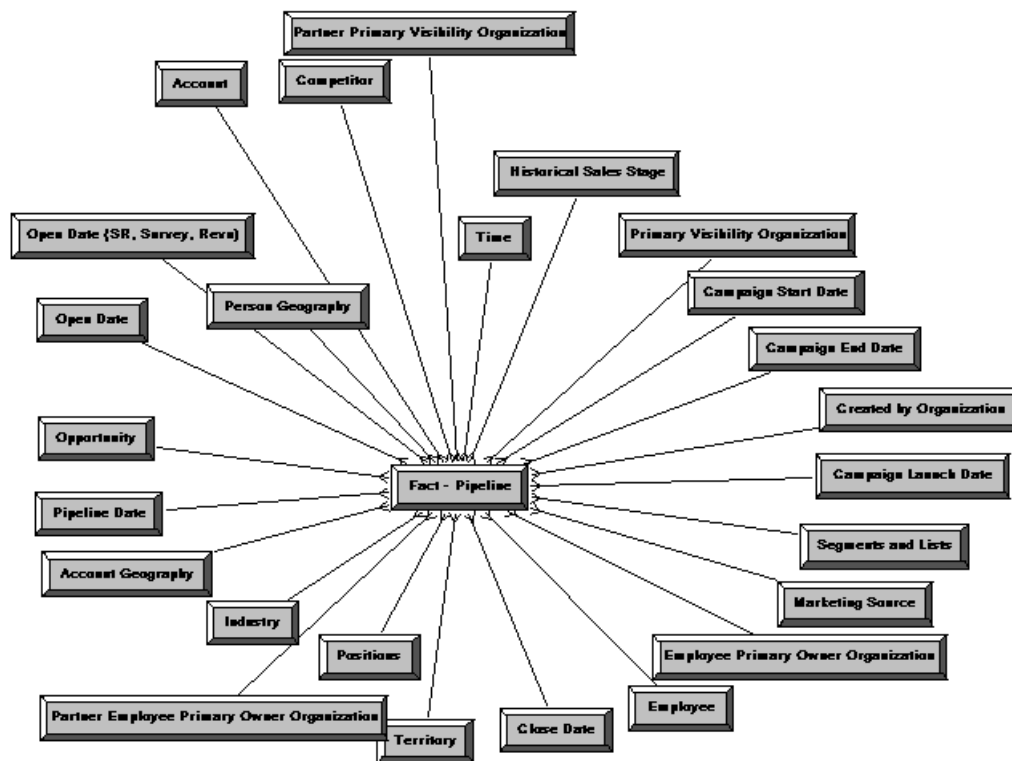 Partner Primary Visibility Organization
Account
Competitor
Historical Sales Stage
Open Date {SR, Survey, Revn)
Time
Primary Visibility Organization
Person Geography
Campaign Start Date
Open Date
Campaign End Date
Created by Organization
Opportunity
Fact - Pipeline
Campaign Launch Date
Pipeline Date
Segments and Lists
Account Geography
Marketing Source
Industry
Positions
Employee Primary Owner Organization
Partner Employee Primary Owner Organization
Employee
Territory
Close Date